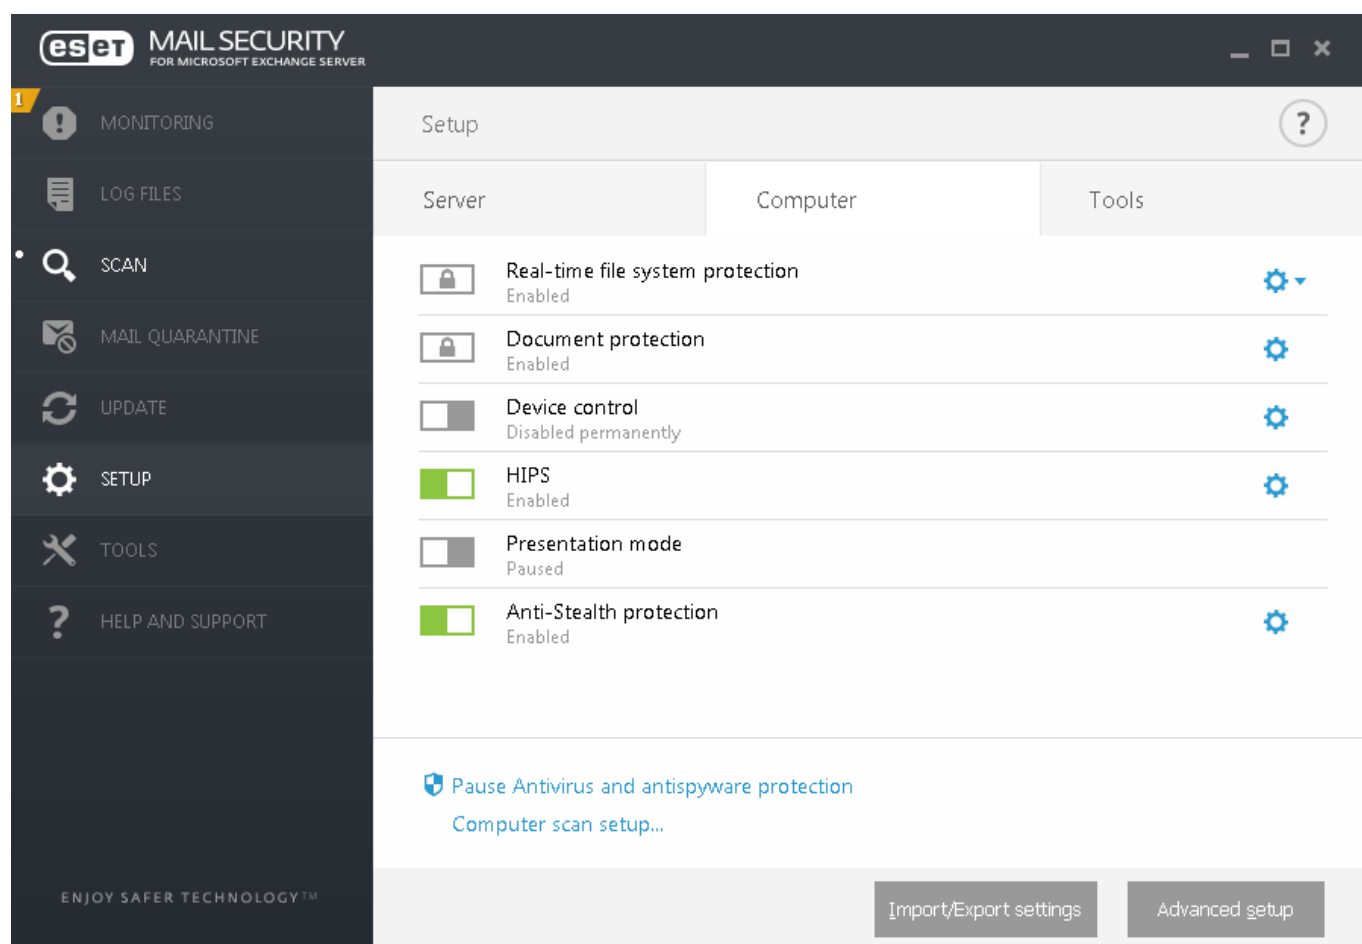 eset MAIL SECURITY
FOR MICROSOFT EXCHANGE SERVER
1
MONITORING
LOG FILES
SCAN
MAIL QUARANTINE
UPDATE
SETUP
TOOLS
HELP AND SUPPORT
ENJOY SAFER TECHNOLOGY™
Setup
?
Server Computer Tools
Real-time file system protection
Enabled
Document protection
Enabled
Device control
Disabled permanently
HIPS
Enabled
Presentation mode
Paused
Anti-Stealth protection
Enabled
Pause Antivirus and antispyware protection
Computer scan setup...
Import/Export settings Advanced setup